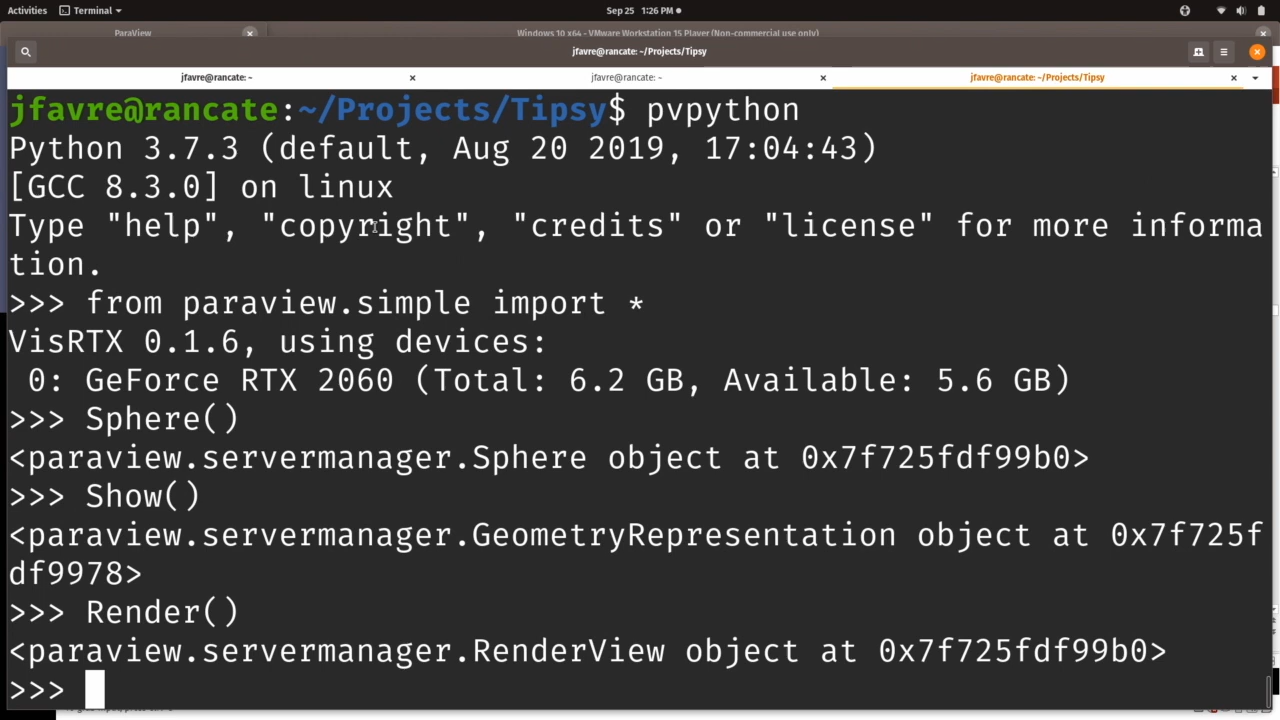 Activities
Terminal
Sep 25 1:26 PM
ParaView
Windows 10 x64 - VMware Workstation 15 Player (Non-commercial use only)
jfavre@rancate: ~/Projects/Tipsy
jfavre@rancate: ~
jfavre@rancate: ~
jfavre@rancate: ~/Projects/Tipsy
jfavre@rancate:~/Projects/Tipsy$ pvpython
Python 3.7.3 (default, Aug 20 2019, 17:04:43)
[GCC 8.3.0] on linux
Type "help", "copyright", "credits" or "license" for more informa
tion.
>>> from paraview.simple import *
VisRTX 0.1.6, using devices:
0: GeForce RTX 2060 (Total: 6.2 GB, Available: 5.6 GB)
>>> Sphere()
<paraview.servermanager.Sphere object at 0x7f725fdf99b0>
>>> Show()
<paraview.servermanager.GeometryRepresentation object at 0x7f725f
df9978>
>>> Render()
<paraview.servermanager.RenderView object at 0x7f725fdf99b0>
>>>